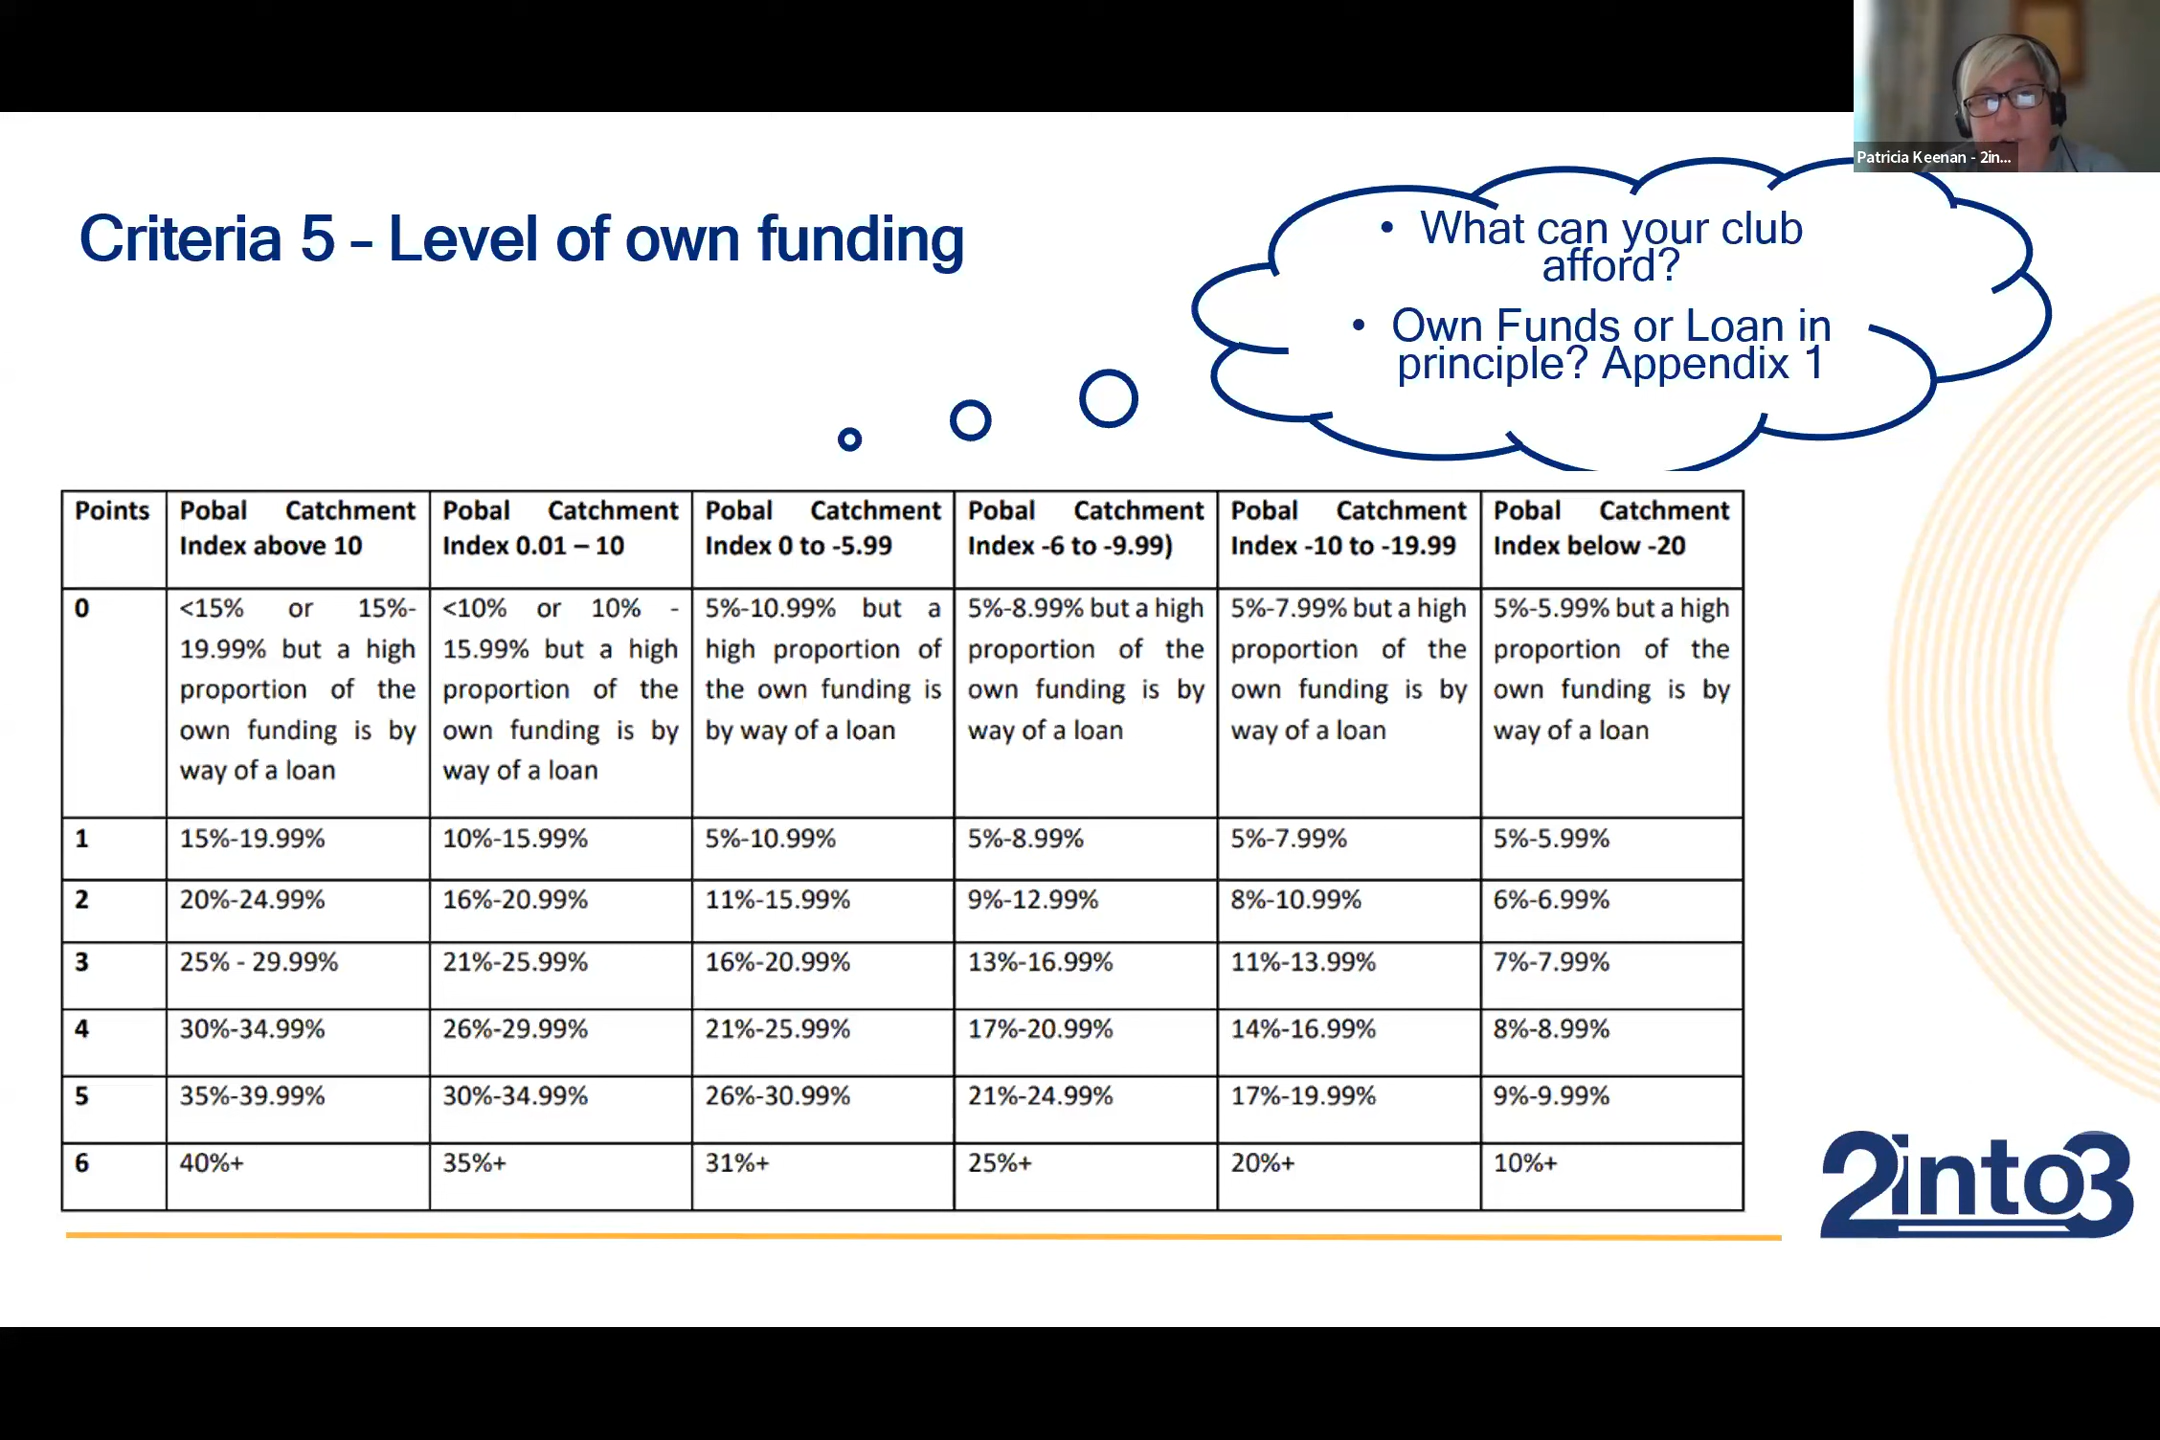 Patricia Keenan - 2in...
Criteria 5 – Level of own funding
• What can your club
afford?
• Own Funds or Loan in
principle? Appendix 1
Points
Pobal Catchment
Index above 10
Pobal Catchment
Index 0.01 – 10
Pobal Catchment
Index 0 to -5.99
Pobal Catchment
Index -6 to -9.99)
Pobal Catchment
Index -10 to -19.99
Pobal Catchment
Index below -20
0
<15% or 15%-
19.99% but a high
proportion of the
own funding is by
way of a loan
<10% or 10% -
15.99% but a high
proportion of the
own funding is by
way of a loan
5%-10.99% but a
high proportion of
the own funding is
by way of a loan
5%-8.99% but a high
proportion of the
own funding is by
way of a loan
5%-7.99% but a high
proportion of the
own funding is by
way of a loan
5%-5.99% but a high
proportion of the
own funding is by
way of a loan
1 15%-19.99% 10%-15.99% 5%-10.99% 5%-8.99% 5%-7.99% 5%-5.99%
2 20%-24.99% 16%-20.99% 11%-15.99% 9%-12.99% 8%-10.99% 6%-6.99%
3 25% - 29.99% 21%-25.99% 16%-20.99% 13%-16.99% 11%-13.99% 7%-7.99%
4 30%-34.99% 26%-29.99% 21%-25.99% 17%-20.99% 14%-16.99% 8%-8.99%
5 35%-39.99% 30%-34.99% 26%-30.99% 21%-24.99% 17%-19.99% 9%-9.99%
6 40%+ 35%+ 31%+ 25%+ 20%+ 10%+
2into3